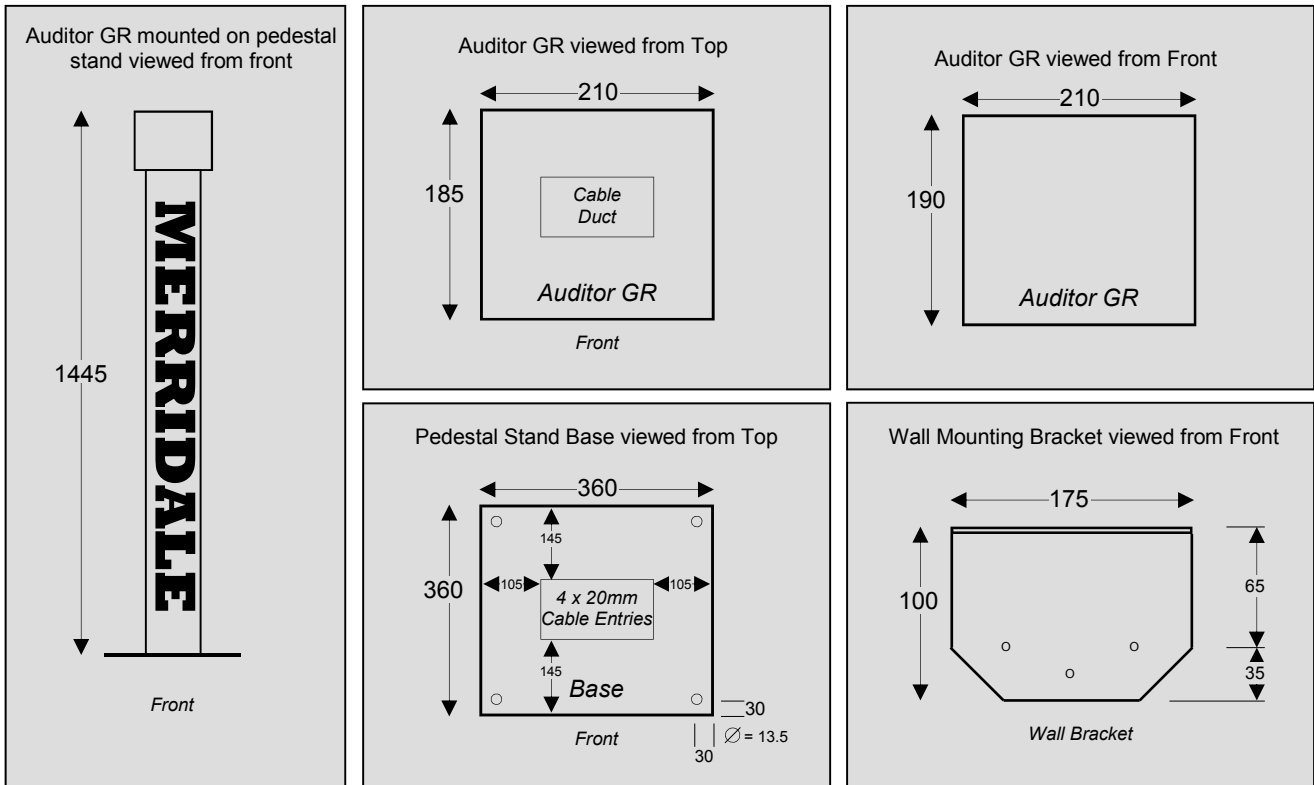 Auditor GR mounted on pedestal
stand viewed from front
1445
MERRIDALE
Front
Auditor GR viewed from Top
210
185
Cable
Duct
Auditor GR
Front
Auditor GR viewed from Front
210
190
Auditor GR
Pedestal Stand Base viewed from Top
360
145
105
105
360
4 x 20mm
Cable Entries
145
Base
30
Front
Ø = 13.5
30
Wall Mounting Bracket viewed from Front
175
100
65
35
Wall Bracket